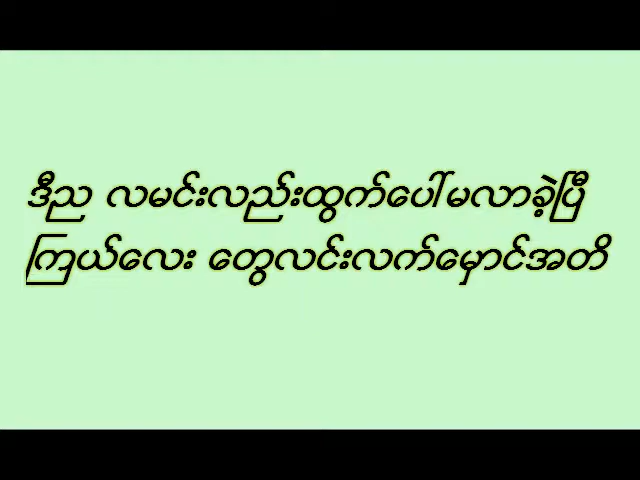 ဒီည လမင်းလည်းထွက်ပေါ်မလာခဲ့ပြီ
ကြယ်လေး တွေလင်းလက်မှောင်အတိ